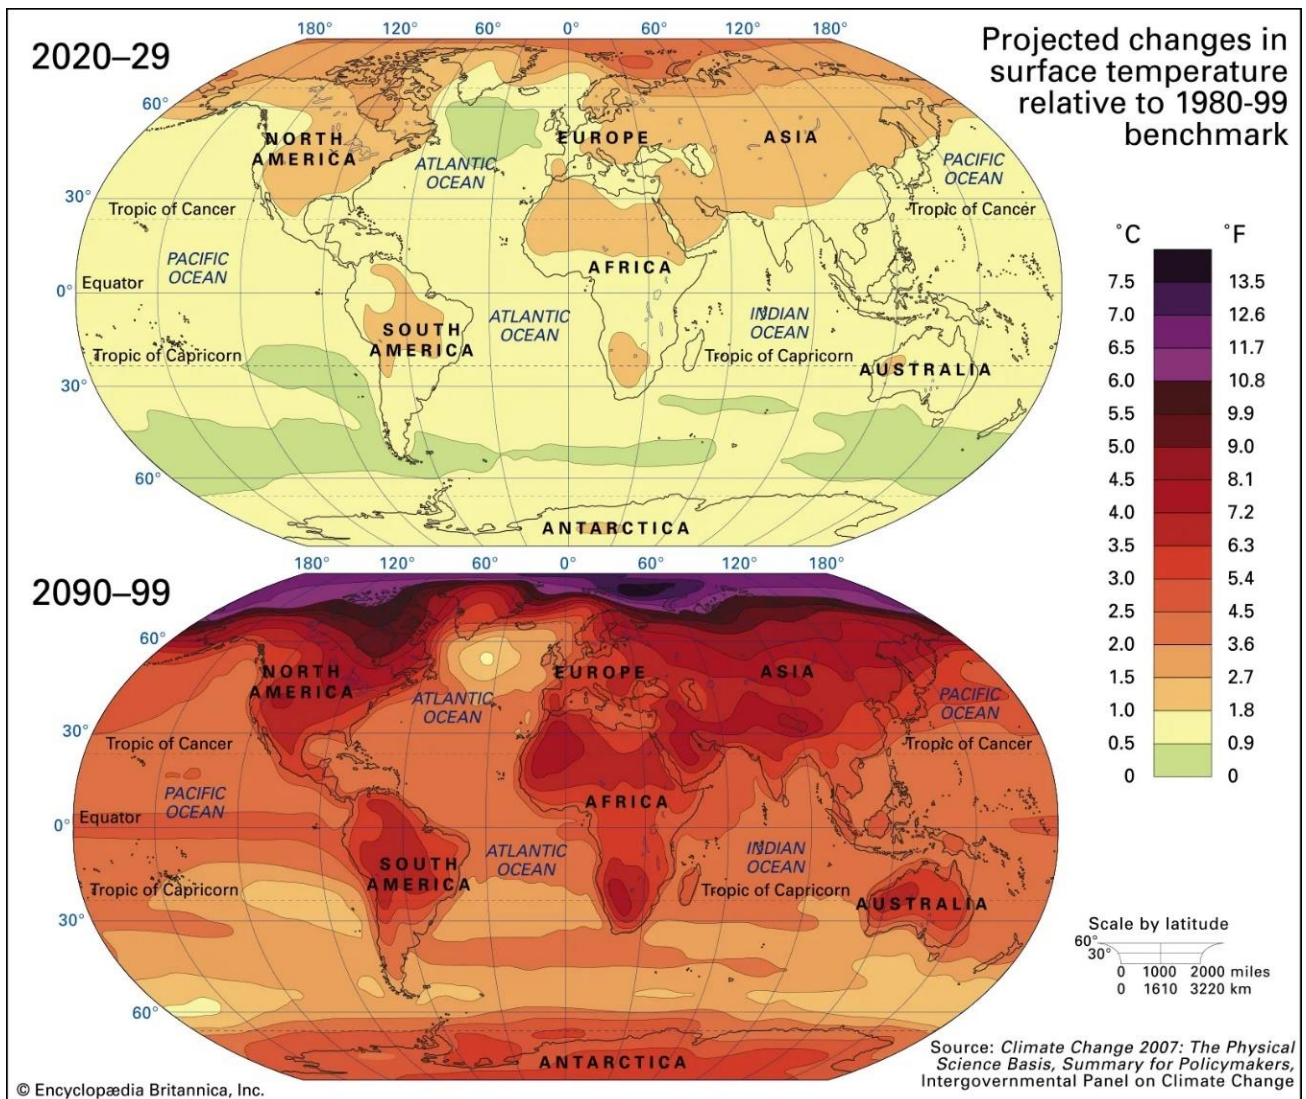 2020–29
Projected changes in
surface temperature
relative to 1980-99
benchmark
180° 120° 60° 0° 60° 120° 180°
60°
NORTH
AMERICA
EUROPE
ASIA
ATLANTIC
OCEAN
PACIFIC
OCEAN
30°
Tropic of Cancer
Tropic of Cancer
PACIFIC
OCEAN
AFRICA
0°
Equator
SOUTH
AMERICA
ATLANTIC
OCEAN
INDIAN
OCEAN
Tropic of Capricorn
Tropic of Capricorn
AUSTRALIA
30°
60°
ANTARCTICA
°C °F
7.5 13.5
7.0 12.6
6.5 11.7
6.0 10.8
5.5 9.9
5.0 9.0
4.5 8.1
4.0 7.2
3.5 6.3
3.0 5.4
2.5 4.5
2.0 3.6
1.5 2.7
1.0 1.8
0.5 0.9
0 0
180° 120° 60° 0° 60° 120° 180°
2090–99
60°
NORTH
AMERICA
EUROPE
ASIA
ATLANTIC
OCEAN
PACIFIC
OCEAN
30°
Tropic of Cancer
Tropic of Cancer
PACIFIC
OCEAN
AFRICA
0°
Equator
SOUTH
AMERICA
ATLANTIC
OCEAN
INDIAN
OCEAN
Tropic of Capricorn
Tropic of Capricorn
AUSTRALIA
30°
60°
ANTARCTICA
Scale by latitude
60°
30°
0 1000 2000 miles
0 1610 3220 km
Source: Climate Change 2007: The Physical
Science Basis, Summary for Policymakers,
Intergovernmental Panel on Climate Change
© Encyclopædia Britannica, Inc.